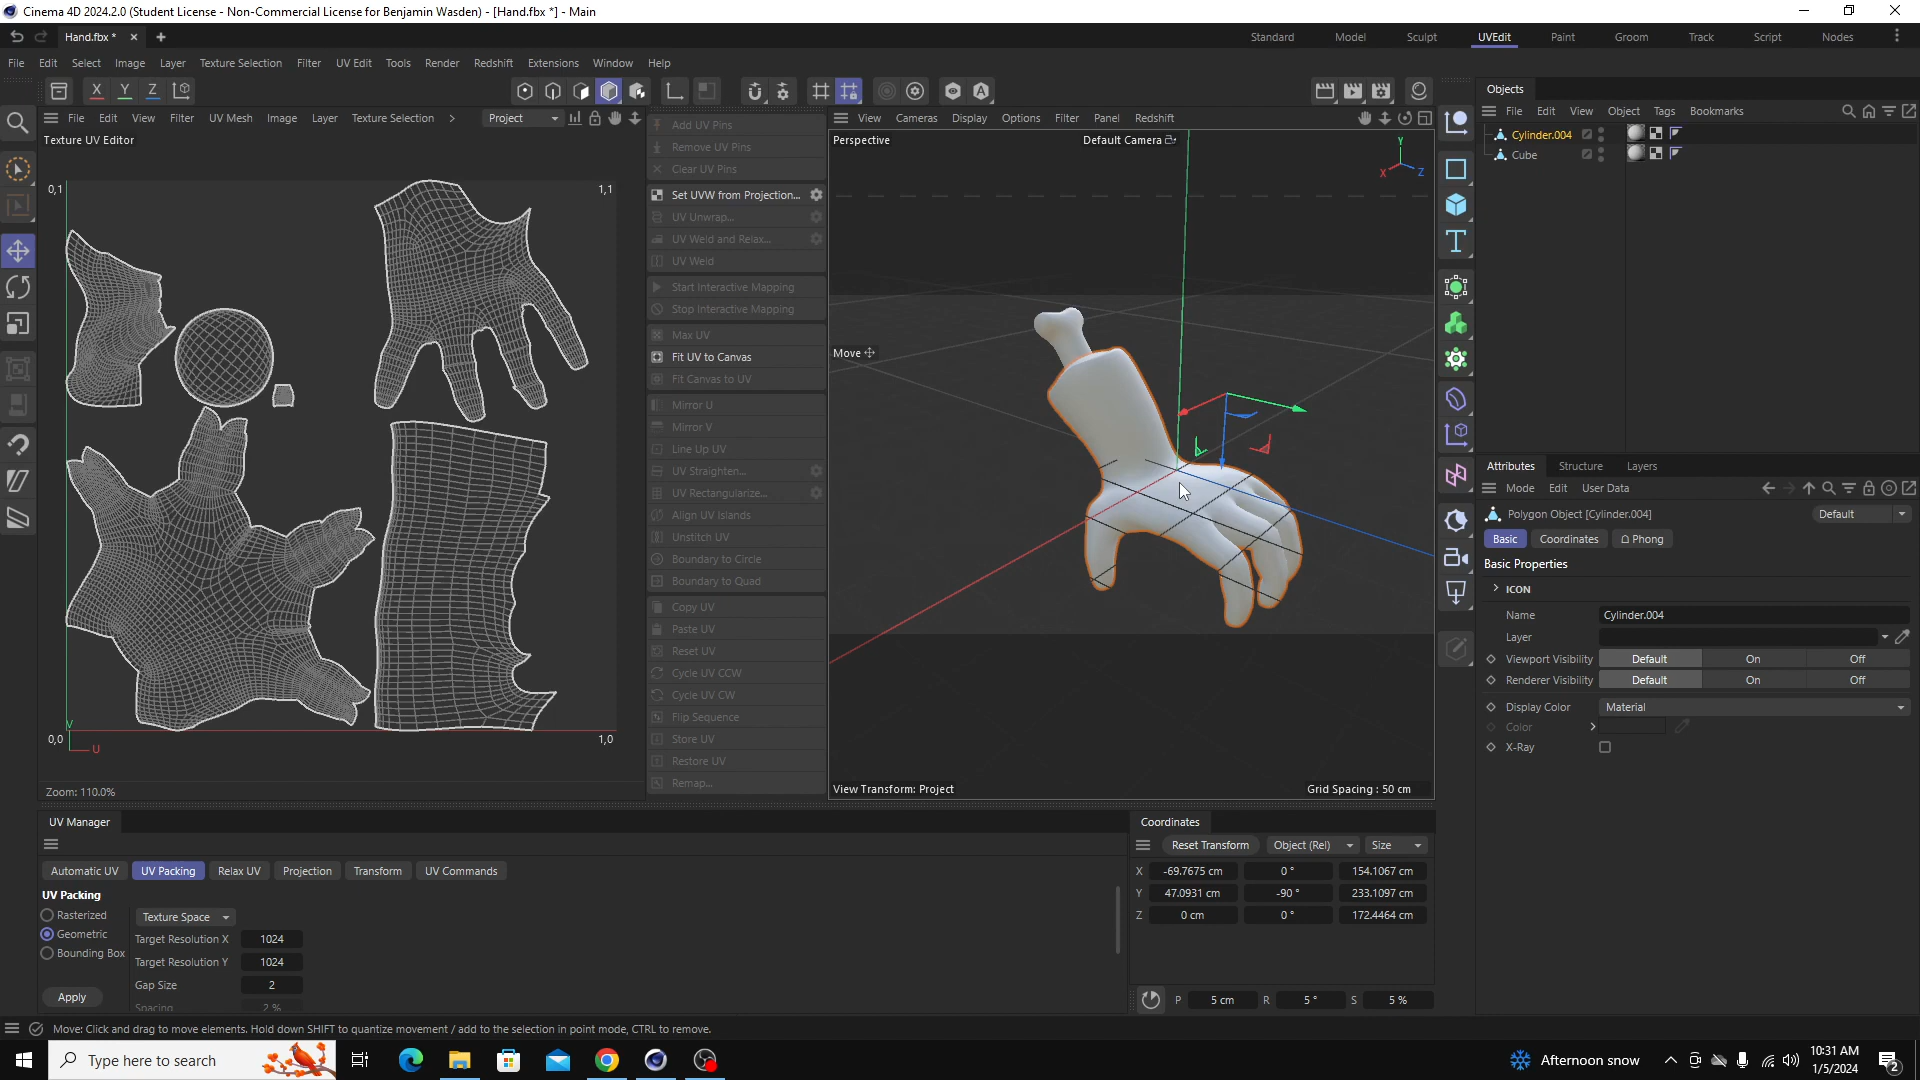 Cinema 4D 2024.2.0 (Student License - Non-Commercial License for Benjamin Wasden) - [Hand.fbx *] - Main
Hand.fbx *
Standard Model Sculpt UVEdit Paint Groom Track Script Nodes
File Edit Select Image Layer Texture Selection Filter UV Edit Tools Render Redshift Extensions Window Help
X Y Z
File Edit View Filter UV Mesh Image Layer Texture Selection > Project
Texture UV Editor
0,1
1,1
0,0
1,0
V
U
Zoom: 110.0%
Add UV Pins
Remove UV Pins
Clear UV Pins
Set UVW from Projection...
UV Unwrap...
UV Weld and Relax...
UV Weld
Start Interactive Mapping
Stop Interactive Mapping
Max UV
Fit UV to Canvas
Fit Canvas to UV
Mirror U
Mirror V
Line Up UV
UV Straighten...
UV Rectangularize...
Align UV Islands
Unstitch UV
Boundary to Circle
Boundary to Quad
Copy UV
Paste UV
Reset UV
Cycle UV CCW
Cycle UV CW
Flip Sequence
Store UV
Restore UV
Remap...
View Cameras Display Options Filter Panel Redshift
Perspective
Default Camera
Y
X
Z
Move
View Transform: Project
Grid Spacing : 50 cm
Objects
File Edit View Object Tags Bookmarks
Cylinder.004
Cube
Attributes Structure Layers
Mode Edit User Data
Polygon Object [Cylinder.004]
Default
Basic Coordinates Phong
Basic Properties
ICON
Name Cylinder.004
Layer
Viewport Visibility Default On Off
Renderer Visibility Default On Off
Display Color Material
Color
X-Ray
UV Manager
Automatic UV UV Packing Relax UV Projection Transform UV Commands
UV Packing
Rasterized Texture Space
Geometric Target Resolution X 1024
Bounding Box Target Resolution Y 1024
Gap Size 2
Apply Spacing 2 %
Coordinates
Reset Transform Object (Rel) Size
X -69.7675 cm 0 ° 154.1067 cm
Y 47.0931 cm -90 ° 233.1097 cm
Z 0 cm 0 ° 172.4464 cm
P 5 cm R 5 ° S 5 %
Move: Click and drag to move elements. Hold down SHIFT to quantize movement / add to the selection in point mode, CTRL to remove.
Type here to search
Afternoon snow
10:31 AM
1/5/2024
2